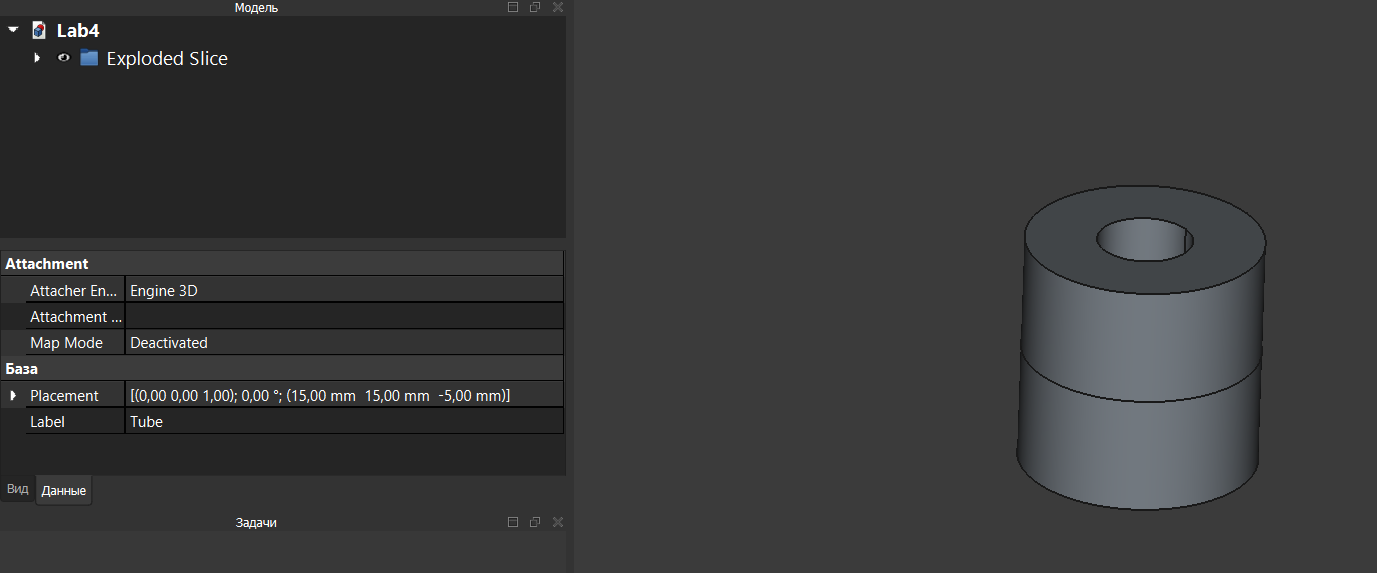 Модель
Lab4
Exploded Slice
Attachment
Attacher En... Engine 3D
Attachment ...
Map Mode Deactivated
База
Placement [(0,00 0,00 1,00); 0,00 °; (15,00 mm 15,00 mm -5,00 mm)]
Label Tube
Вид Данные
Задачи